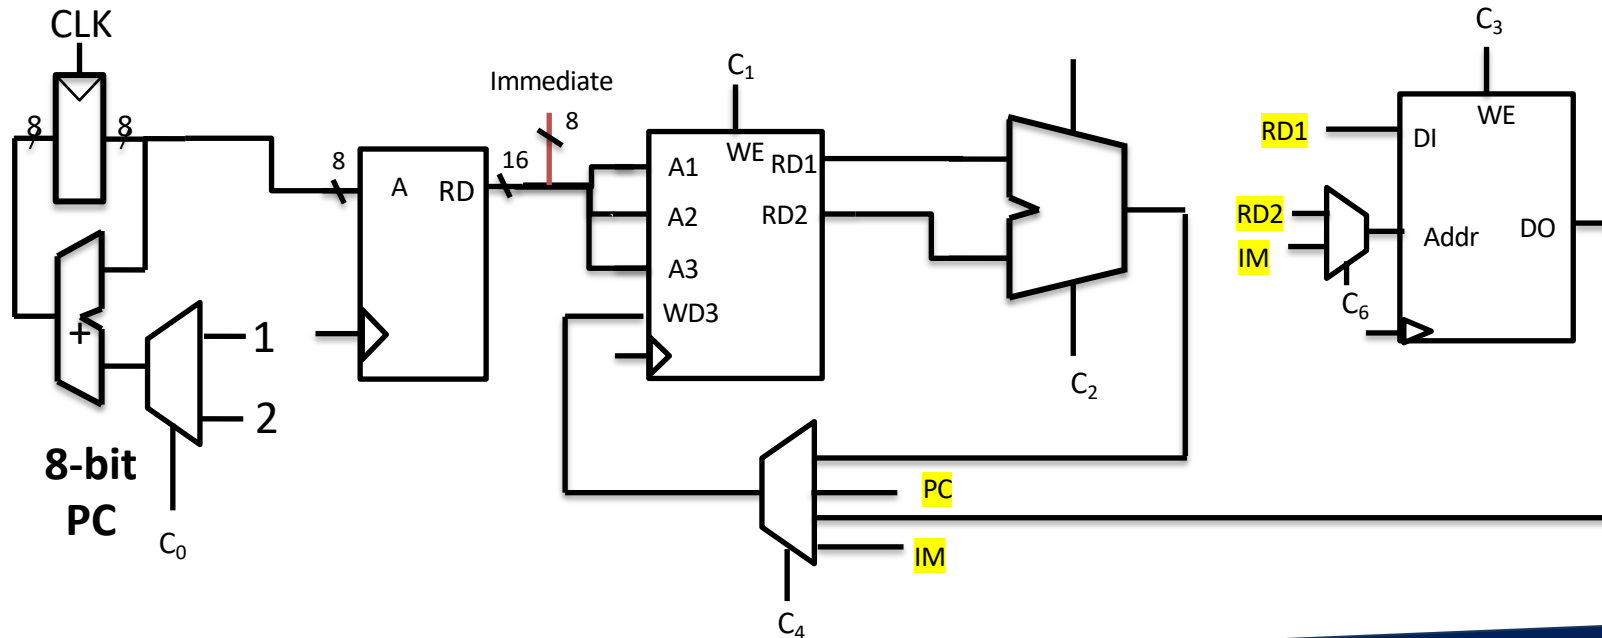 CLK
8
8
8-bit
PC
+
1
2
C₀
8
A
RD
16
Immediate
8
C₁
WE
A1
A2
A3
WD3
RD1
RD2
C₂
PC
IM
C₄
C₃
RD1
RD2
IM
C₆
WE
DI
Addr
DO